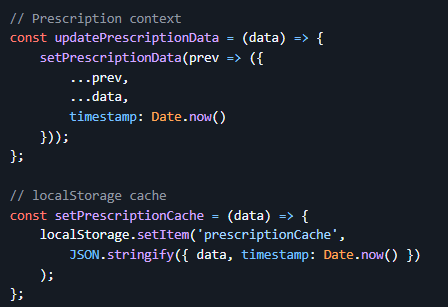 // Prescription context
const updatePrescriptionData = (data) => {
    setPrescriptionData(prev => ({
        ...prev,
        ...data,
        timestamp: Date.now()
    }));
};

// localStorage cache
const setPrescriptionCache = (data) => {
    localStorage.setItem('prescriptionCache',
        JSON.stringify({ data, timestamp: Date.now() })
    );
};